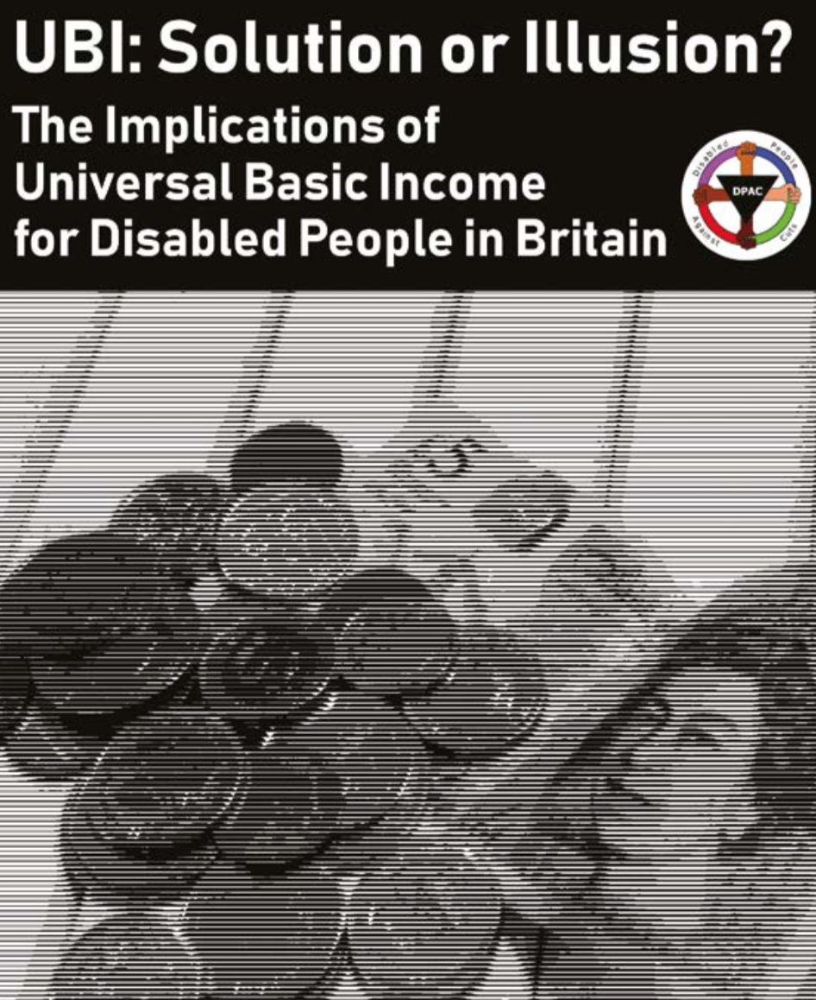 UBI: Solution or Illusion?
The Implications of
Universal Basic Income
for Disabled People in Britain
Disabled People
DPAC
Against Cuts